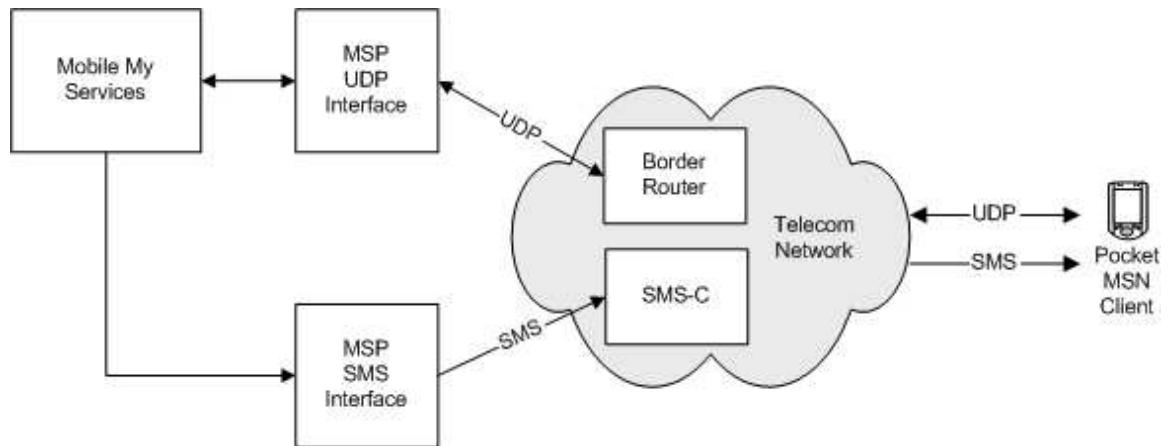 Mobile My
Services
MSP
UDP
Interface
UDP
Border
Router
Telecom
Network
UDP
SMS
Pocket
MSN
Client
SMS-C
SMS
MSP
SMS
Interface